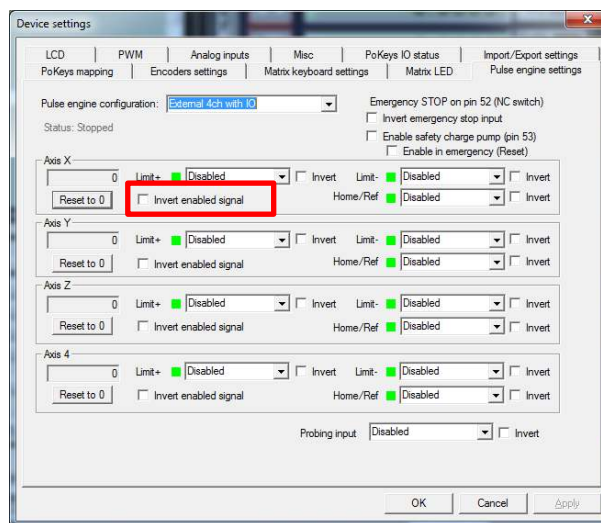 Device settings
LCD PWM Analog inputs Misc PoKeys IO status Import/Export settings
PoKeys mapping Encoders settings Matrix keyboard settings Matrix LED Pulse engine settings
Pulse engine configuration: External 4ch with IO
Emergency STOP on pin 52 (NC switch)
Invert emergency stop input
Status: Stopped
Enable safety charge pump (pin 53)
Enable in emergency (Reset)
Axis X
0 Limit+ Disabled Invert Limit- Disabled Invert
Reset to 0 Invert enabled signal Home/Ref Disabled Invert
Axis Y
0 Limit+ Disabled Invert Limit- Disabled Invert
Reset to 0 Invert enabled signal Home/Ref Disabled Invert
Axis Z
0 Limit+ Disabled Invert Limit- Disabled Invert
Reset to 0 Invert enabled signal Home/Ref Disabled Invert
Axis 4
0 Limit+ Disabled Invert Limit- Disabled Invert
Reset to 0 Invert enabled signal Home/Ref Disabled Invert
Probing input Disabled Invert
OK Cancel Apply